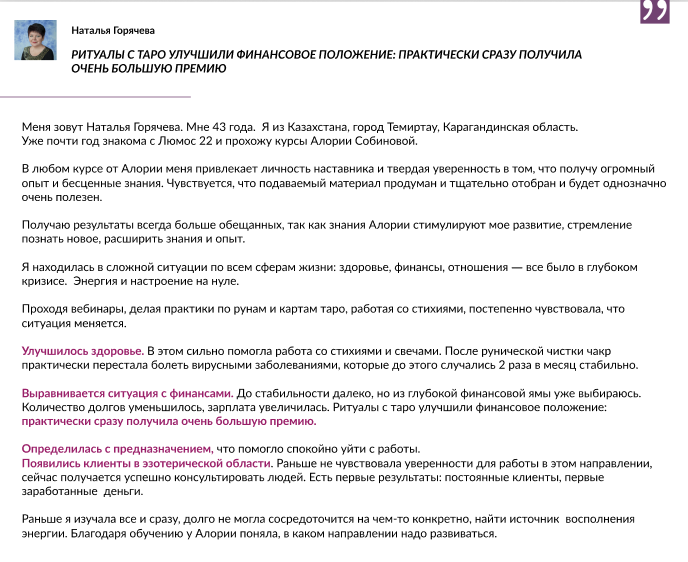 Наталья Горячева
РИТУАЛЫ С ТАРО УЛУЧШИЛИ ФИНАНСОВОЕ ПОЛОЖЕНИЕ: ПРАКТИЧЕСКИ СРАЗУ ПОЛУЧИЛА
ОЧЕНЬ БОЛЬШУЮ ПРЕМИЮ
Меня зовут Наталья Горячева. Мне 43 года. Я из Казахстана, город Темиртау, Карагандинская область.
Уже почти год знакома с Люмос 22 и прохожу курсы Алории Собиновой.
В любом курсе от Алории меня привлекает личность наставника и твердая уверенность в том, что получу огромный
опыт и бесценные знания. Чувствуется, что подаваемый материал продуман и тщательно отобран и будет однозначно
очень полезен.
Получаю результаты всегда больше обещанных, так как знания Алории стимулируют мое развитие, стремление
познать новое, расширить знания и опыт.
Я находилась в сложной ситуации по всем сферам жизни: здоровье, финансы, отношения — все было в глубоком
кризисе. Энергия и настроение на нуле.
Проходя вебинары, делая практики по рунам и картам таро, работая со стихиями, постепенно чувствовала, что
ситуация меняется.
Улучшилось здоровье. В этом сильно помогла работа со стихиями и свечами. После рунической чистки чакр
практически перестала болеть вирусными заболеваниями, которые до этого случались 2 раза в месяц стабильно.
Выравнивается ситуация с финансами. До стабильности далеко, но из глубокой финансовой ямы уже выбираюсь.
Количество долгов уменьшилось, зарплата увеличилась. Ритуалы с таро улучшили финансовое положение:
практически сразу получила очень большую премию.
Определилась с предназначением, что помогло спокойно уйти с работы.
Появились клиенты в эзотерической области. Раньше не чувствовала уверенности для работы в этом направлении,
сейчас получается успешно консультировать людей. Есть первые результаты: постоянные клиенты, первые
заработанные деньги.
Раньше я изучала все и сразу, долго не могла сосредоточится на чем-то конкретно, найти источник восполнения
энергии. Благодаря обучению у Алории поняла, в каком направлении надо развиваться.